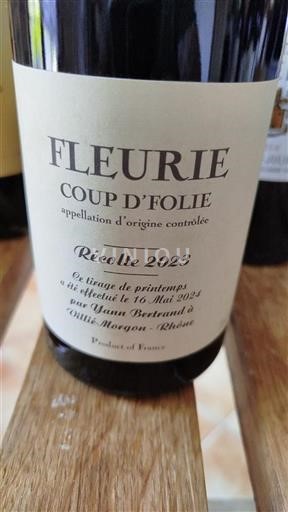 FLEURIE
COUP D'FOLIE
appellation d'origine contrôlée
VINIOU
Récolte 2023
Ce tirage de printemps
a été effectué le 16 Mai 2024
par Yann Bertrand à
Villié-Morgon - Rhône
Product of France